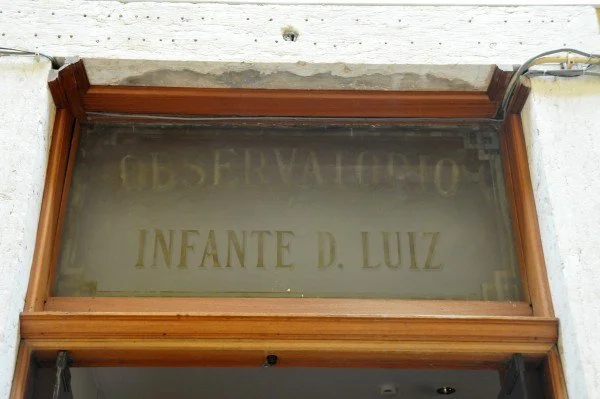 OBSERVATORIO
INFANTE D. LUIZ